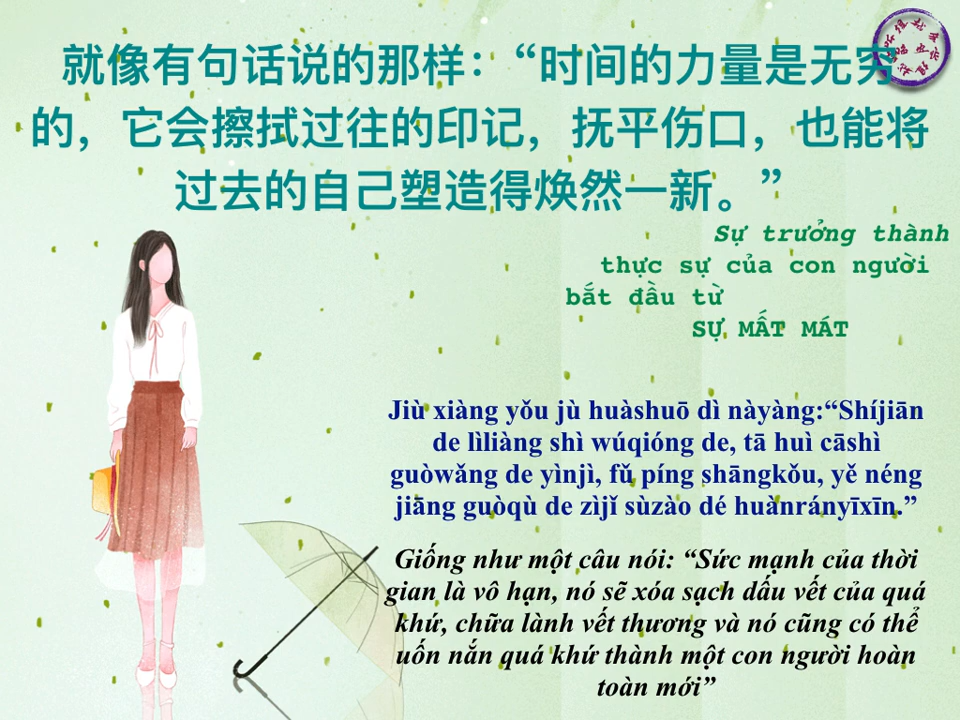 就像有句话说的那样：“时间的力量是无穷
的，它会擦拭过往的印记，抚平伤口，也能将
过去的自己塑造得焕然一新。”
Sự trưởng thành
thực sự của con người
bắt đầu từ
SỰ MẤT MÁT
Jiù xiàng yǒu jù huàshuō dì nàyàng:“Shíjiān
de lìliàng shì wúqióng de, tā huì cāshì
guòwǎng de yìnjì, fǔ píng shāngkǒu, yě néng
jiāng guòqù de zìjǐ sùzào dé huànrányīxīn.”
Giống như một câu nói: “Sức mạnh của thời
gian là vô hạn, nó sẽ xóa sạch dấu vết của quá
khứ, chữa lành vết thương và nó cũng có thể
uốn nắn quá khứ thành một con người hoàn
toàn mới”